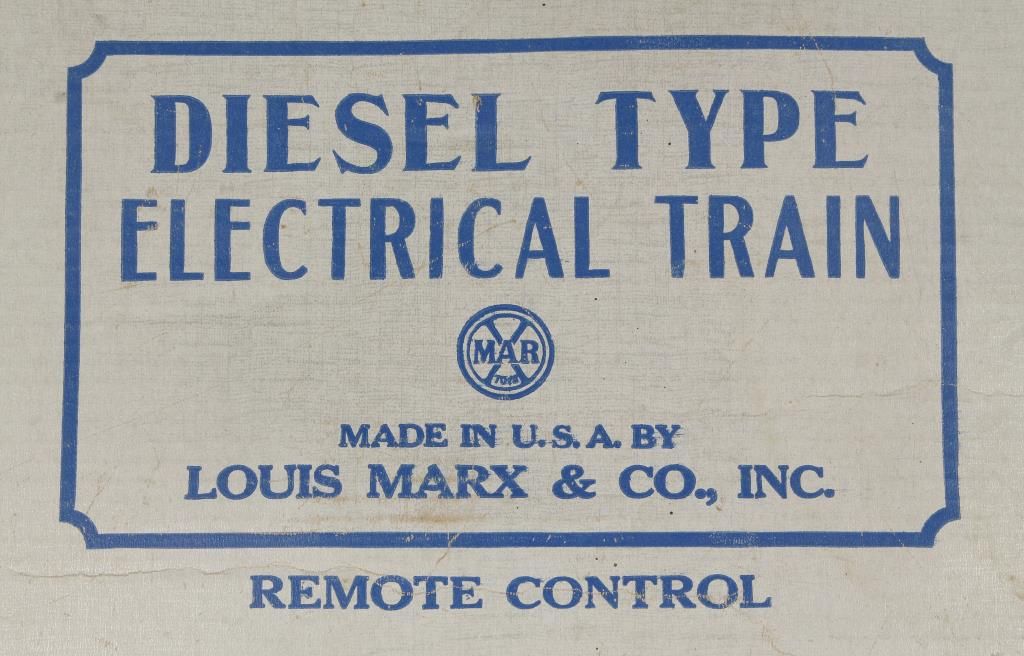 DIESEL TYPE
ELECTRICAL TRAIN
MAR X
TOYS
MADE IN U.S.A. BY
LOUIS MARX & CO., INC.
REMOTE CONTROL